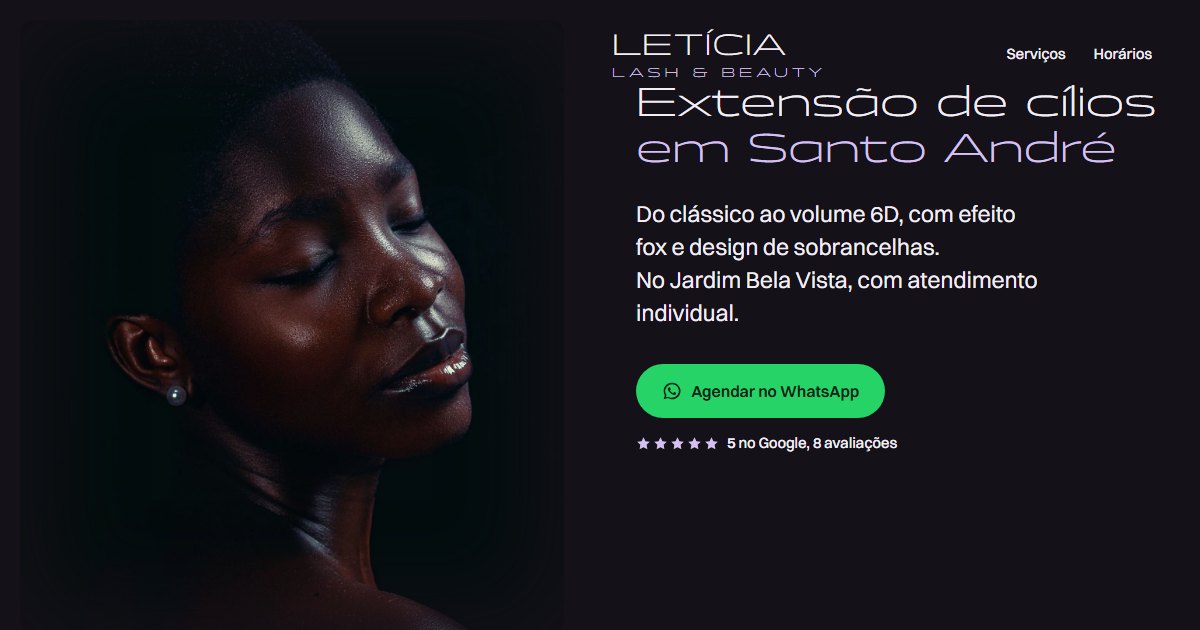 LETÍCIA
LASH & BEAUTY
Serviços
Horários
Extensão de cílios
em Santo André
Do clássico ao volume 6D, com efeito
fox e design de sobrancelhas.
No Jardim Bela Vista, com atendimento
individual.
Agendar no WhatsApp
5 no Google, 8 avaliações